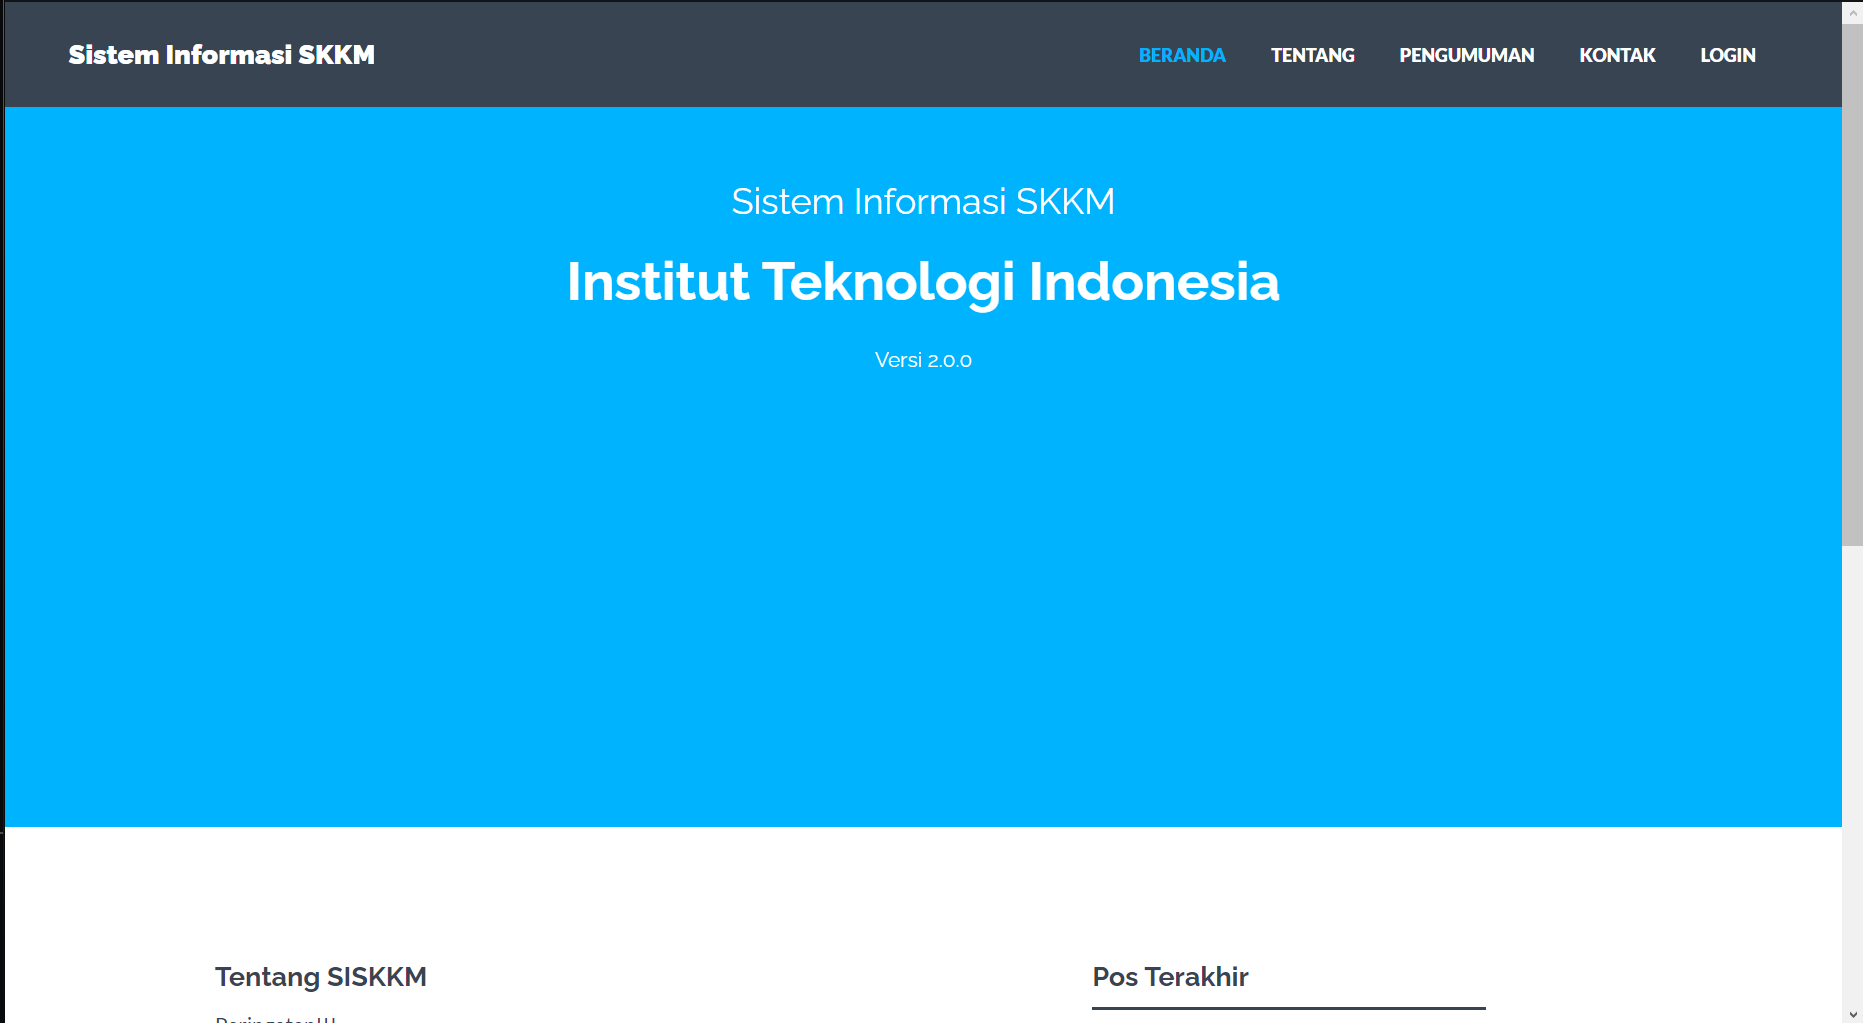 Sistem Informasi SKKM
BERANDA TENTANG PENGUMUMAN KONTAK LOGIN
Sistem Informasi SKKM
Institut Teknologi Indonesia
Versi 2.0.0
Tentang SISKKM
Pos Terakhir